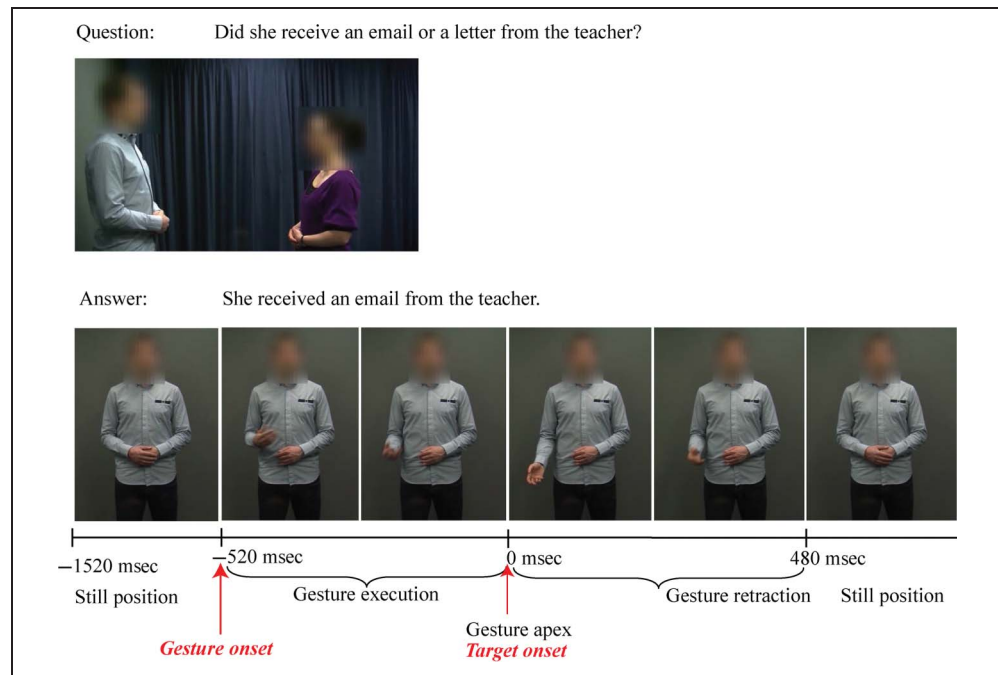 Question: Did she receive an email or a letter from the teacher?
Answer: She received an email from the teacher.
−1520 msec
−520 msec
0 msec
480 msec
Still position
Gesture execution
Gesture retraction
Still position
Gesture onset
Gesture apex
Target onset